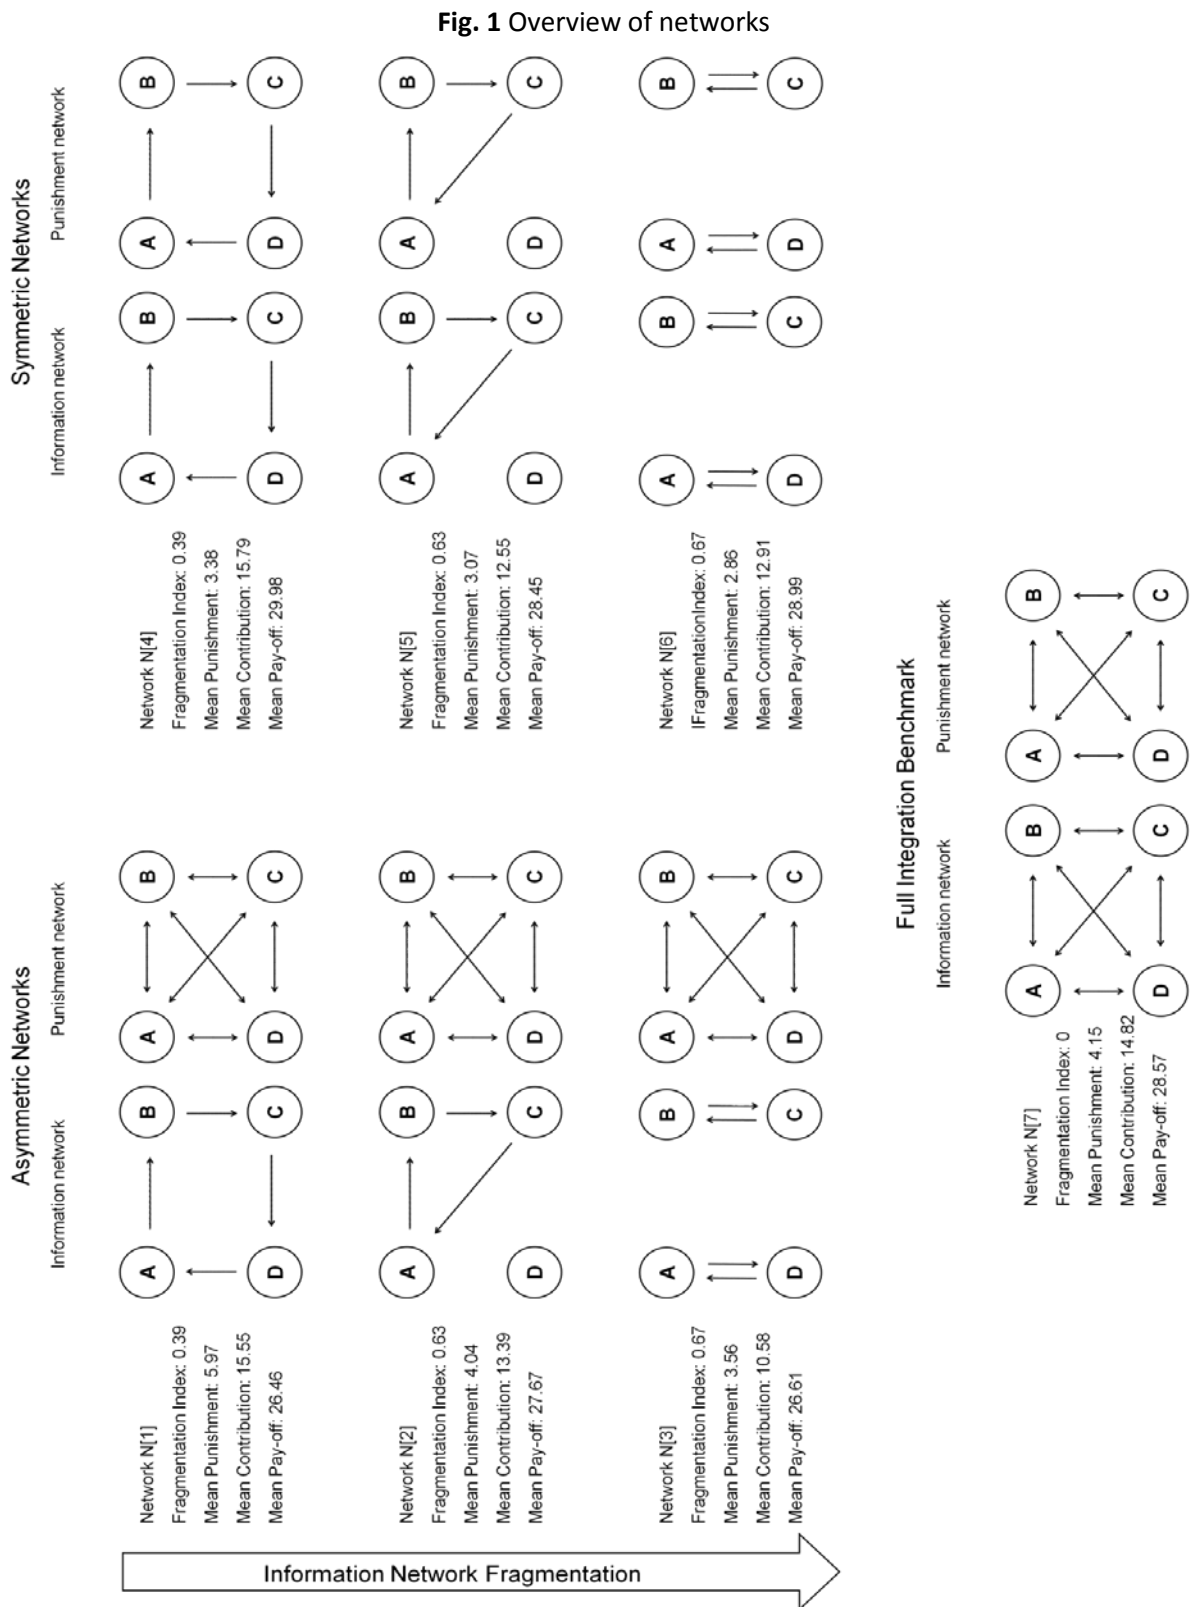 Fig. 1 Overview of networks
Asymmetric Networks
Information network
Punishment network
Network N[1]
Fragmentation Index: 0.39
Mean Punishment: 5.97
Mean Contribution: 15.55
Mean Pay-off: 26.46
A
B
D
C
A
B
D
C
Network N[2]
Fragmentation Index: 0.63
Mean Punishment: 4.04
Mean Contribution: 13.39
Mean Pay-off: 27.67
A
B
D
C
A
B
D
C
Network N[3]
Fragmentation Index: 0.67
Mean Punishment: 3.56
Mean Contribution: 10.58
Mean Pay-off: 26.61
A
B
D
C
A
B
D
C
Symmetric Networks
Information network
Punishment network
Network N[4]
Fragmentation Index: 0.39
Mean Punishment: 3.38
Mean Contribution: 15.79
Mean Pay-off: 29.98
A
B
D
C
A
B
D
C
Network N[5]
Fragmentation Index: 0.63
Mean Punishment: 3.07
Mean Contribution: 12.55
Mean Pay-off: 28.45
A
B
D
C
A
B
D
C
Network N[6]
IFragmentationIndex: 0.67
Mean Punishment: 2.86
Mean Contribution: 12.91
Mean Pay-off: 28.99
A
B
D
C
A
B
D
C
Full Integration Benchmark
Information network
Punishment network
Network N[7]
Fragmentation Index: 0
Mean Punishment: 4.15
Mean Contribution: 14.82
Mean Pay-off: 28.57
A
B
D
C
A
B
D
C
Information Network Fragmentation